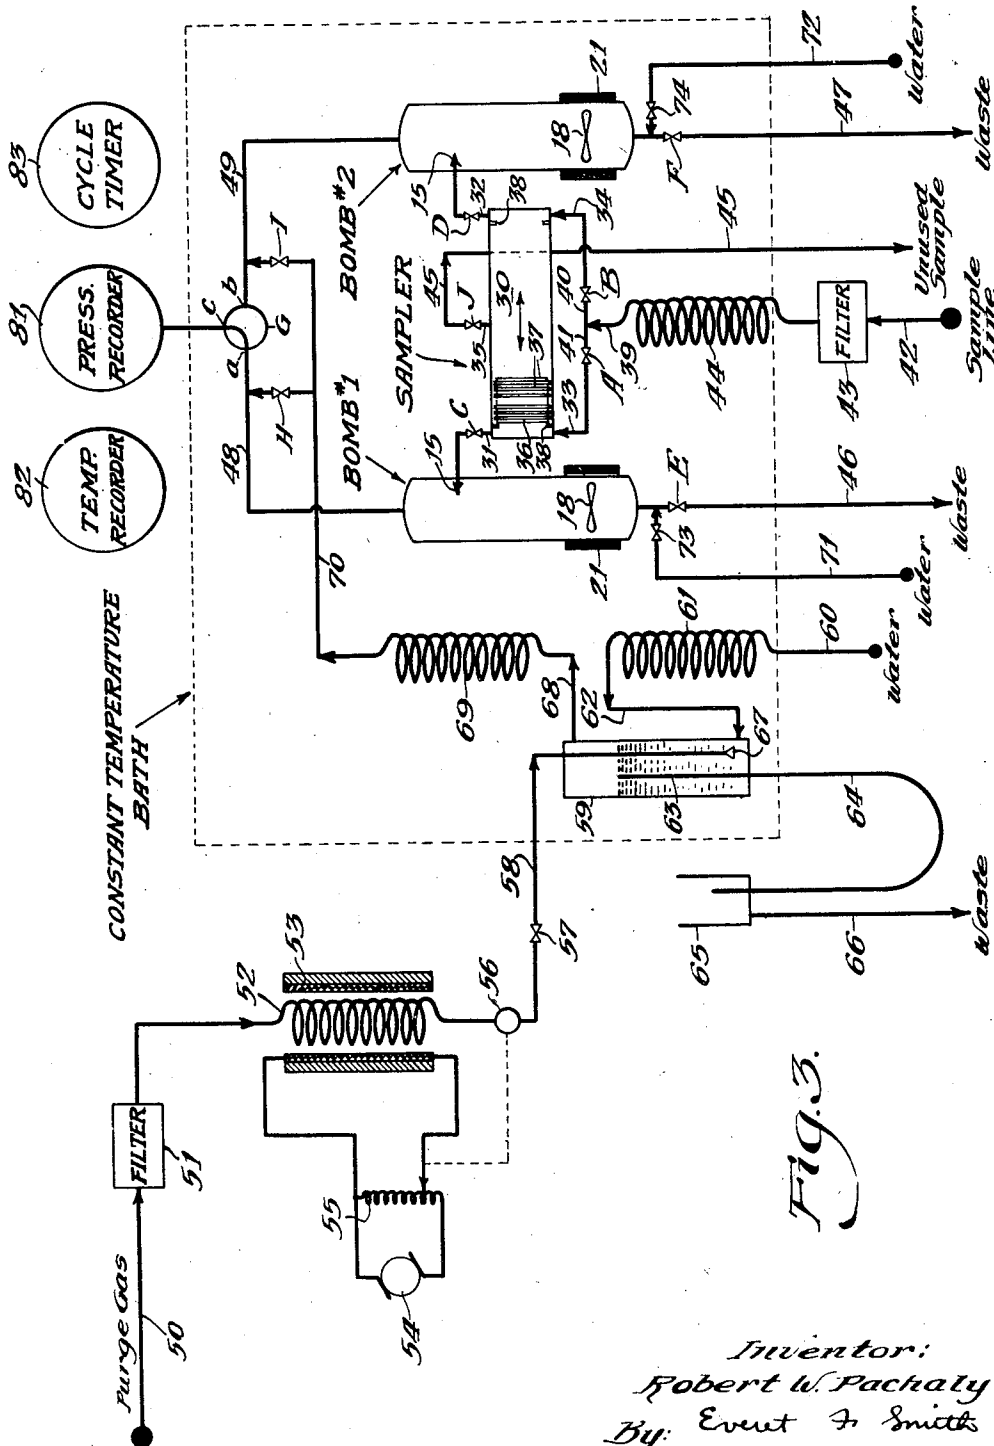 83
CYCLE
TIMER
81
PRESS.
RECORDER
82
TEMP.
RECORDER
CONSTANT TEMPERATURE
BATH
49
I
c
b
a
G
H
48
70
BOMB #2
BOMB #1
SAMPLER
15
D
32
38
45
J
35
30
37
36
38
31
C
15
33
34
40
B
41
A
39
44
18
21
18
21
F
74
72
47
Water
Waste
45
Unused
Sample
FILTER
43
42
Sample
Line
E
46
Waste
73
71
Water
69
68
61
62
60
Water
67
59
63
64
65
66
Waste
58
57
56
53
52
FILTER
51
55
54
Purge Gas
50
Fig. 3.
Inventor:
Robert W. Pachaly
By: Everet F. Smith